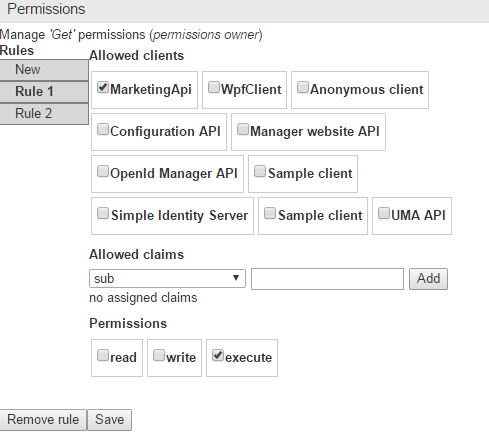 Permissions
Manage 'Get' permissions (permissions owner)
Rules
New
Rule 1
Rule 2
Allowed clients
MarketingApi WpfClient Anonymous client
Configuration API Manager website API
OpenId Manager API Sample client
Simple Identity Server Sample client UMA API
Allowed claims
sub Add
no assigned claims
Permissions
read write execute
Remove rule Save